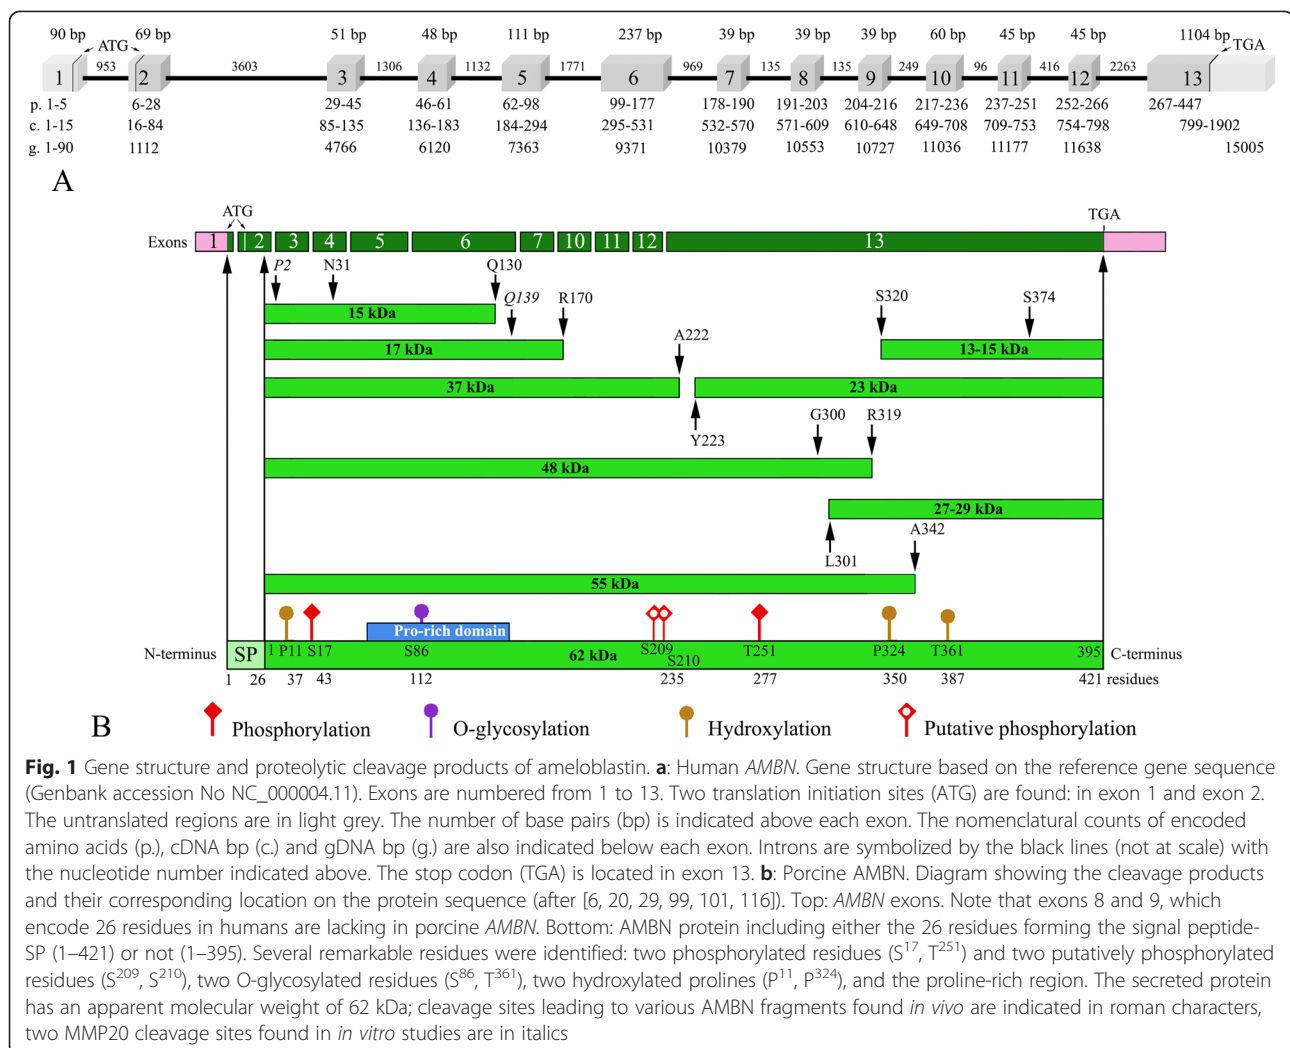 90 bp ATG 69 bp 51 bp 48 bp 111 bp 237 bp 39 bp 39 bp 39 bp 60 bp 45 bp 45 bp 1104 bp TGA
1 953 2 3603 3 1306 4 1132 5 1771 6 969 7 135 8 135 9 249 10 96 11 416 12 2263 13
p. 1-5 6-28 29-45 46-61 62-98 99-177 178-190 191-203 204-216 217-236 237-251 252-266 267-447
c. 1-15 16-84 85-135 136-183 184-294 295-531 532-570 571-609 610-648 649-708 709-753 754-798 799-1902
g. 1-90 1112 4766 6120 7363 9371 10379 10553 10727 11036 11177 11638 15005
A
ATG TGA
Exons 1 2 3 4 5 6 7 10 11 12 13
P2 N31 Q130
Q139 R170 S320 S374
15 kDa
A222
17 kDa 13-15 kDa
37 kDa 23 kDa
Y223
G300 R319
48 kDa
27-29 kDa
A342
L301
55 kDa
Pro-rich domain
N-terminus SP 1 P11 S17 S86 62 kDa S209 S210 T251 P324 T361 395 C-terminus
1 26 37 43 112 235 277 350 387 421 residues
B Phosphorylation O-glycosylation Hydroxylation Putative phosphorylation
Fig. 1 Gene structure and proteolytic cleavage products of ameloblastin. a: Human AMBN. Gene structure based on the reference gene sequence
(Genbank accession No NC_000004.11). Exons are numbered from 1 to 13. Two translation initiation sites (ATG) are found: in exon 1 and exon 2.
The untranslated regions are in light grey. The number of base pairs (bp) is indicated above each exon. The nomenclatural counts of encoded
amino acids (p.), cDNA bp (c.) and gDNA bp (g.) are also indicated below each exon. Introns are symbolized by the black lines (not at scale) with
the nucleotide number indicated above. The stop codon (TGA) is located in exon 13. b: Porcine AMBN. Diagram showing the cleavage products
and their corresponding location on the protein sequence (after [6, 20, 29, 99, 101, 116]). Top: AMBN exons. Note that exons 8 and 9, which
encode 26 residues in humans are lacking in porcine AMBN. Bottom: AMBN protein including either the 26 residues forming the signal peptide-
SP (1–421) or not (1–395). Several remarkable residues were identified: two phosphorylated residues (S17, T251) and two putatively phosphorylated
residues (S209, S210), two O-glycosylated residues (S86, T361), two hydroxylated prolines (P11, P324), and the proline-rich region. The secreted protein
has an apparent molecular weight of 62 kDa; cleavage sites leading to various AMBN fragments found in vivo are indicated in roman characters,
two MMP20 cleavage sites found in in vitro studies are in italics